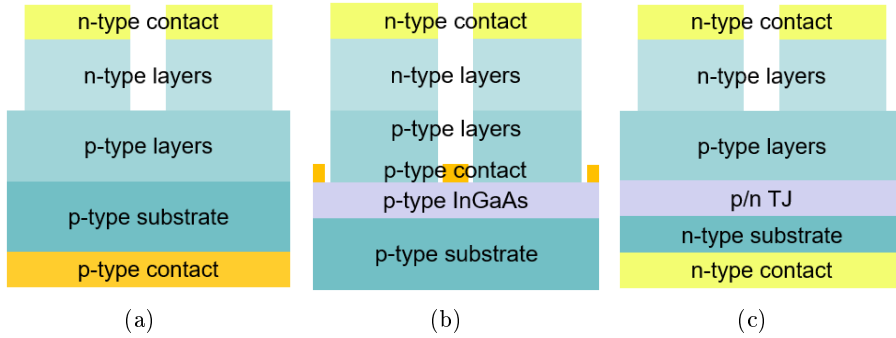 n-type contact
n-type layers
p-type layers
p-type substrate
p-type contact
(a)
n-type contact
n-type layers
p-type layers
p-type contact
p-type InGaAs
p-type substrate
(b)
n-type contact
n-type layers
p-type layers
p/n TJ
n-type substrate
n-type contact
(c)